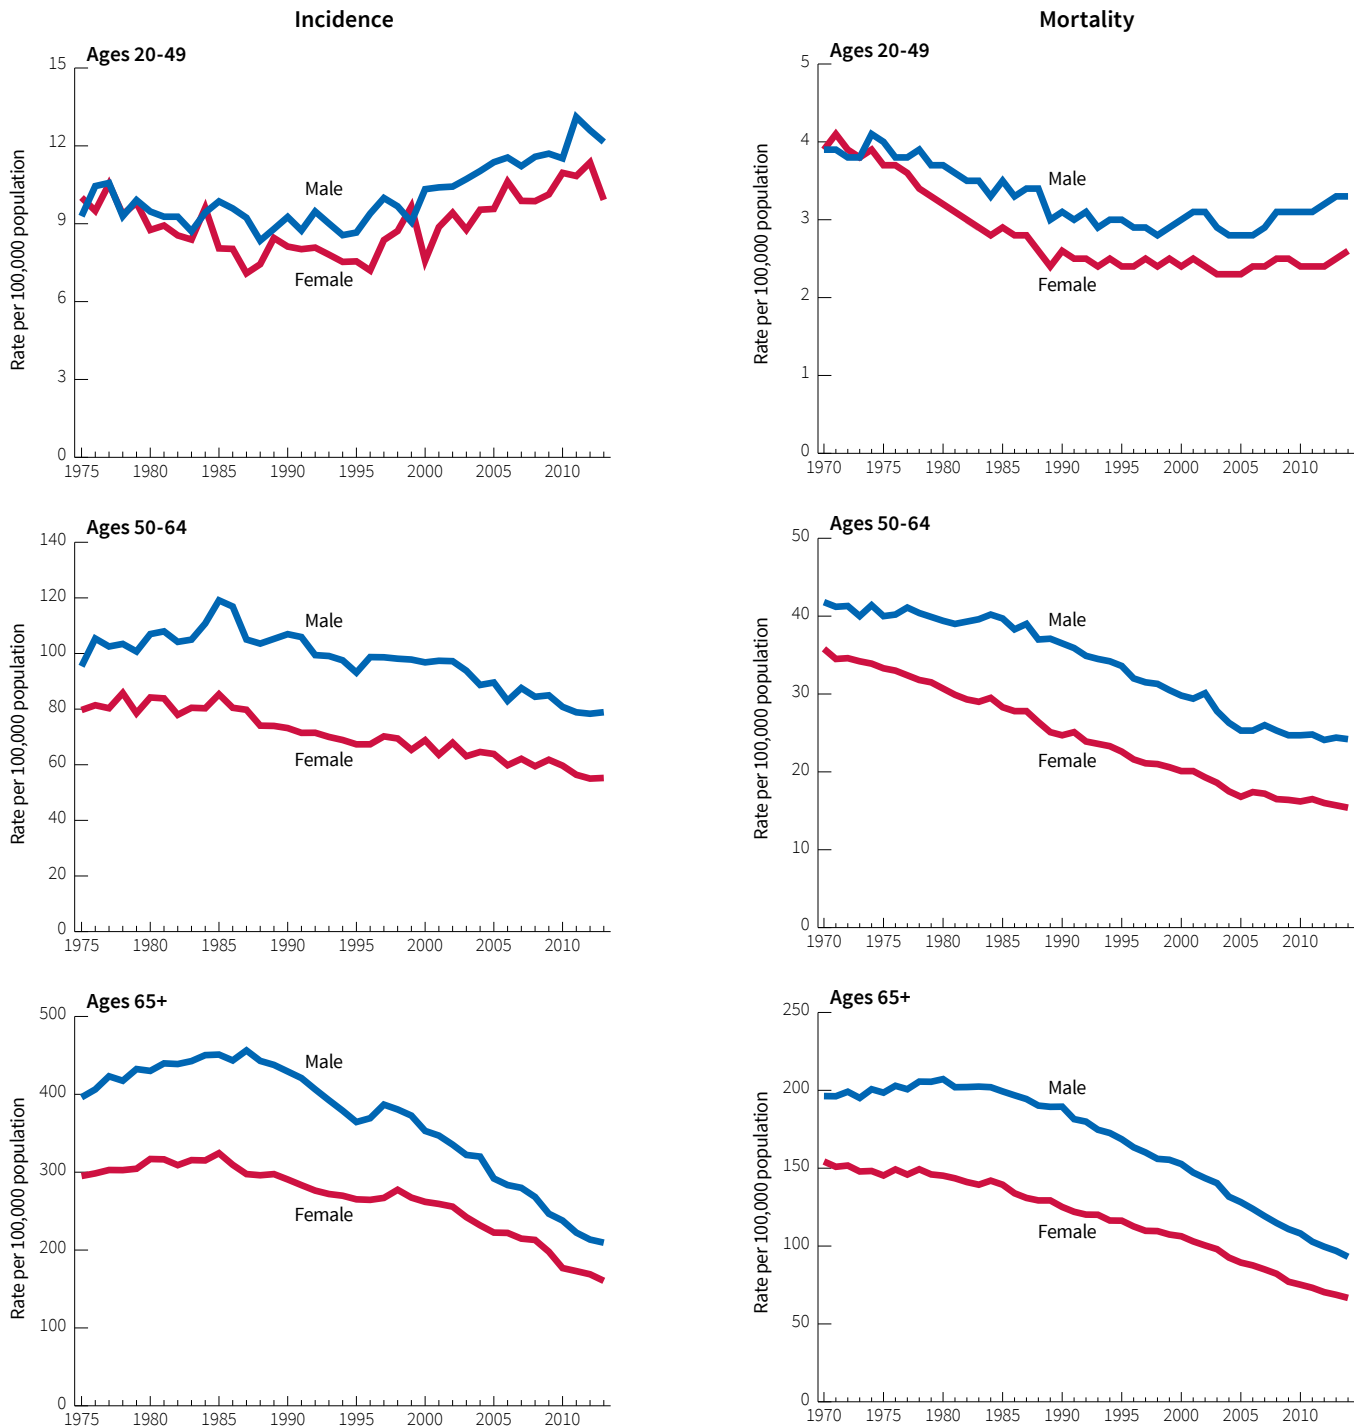 Incidence
Ages 20-49
Rate per 100,000 population
15
12
9
6
3
0
Male
Female
1975 1980 1985 1990 1995 2000 2005 2010
Mortality
Ages 20-49
Rate per 100,000 population
5
4
3
2
1
0
Male
Female
1970 1975 1980 1985 1990 1995 2000 2005 2010
Ages 50-64
Rate per 100,000 population
140
120
100
80
60
40
20
0
Male
Female
1975 1980 1985 1990 1995 2000 2005 2010
Ages 50-64
Rate per 1000,000 population
50
40
30
20
10
0
Male
Female
1970 1975 1980 1985 1990 1995 2000 2005 2010
Ages 65+
Rate per 100,000 population
500
400
300
200
100
0
Male
Female
1975 1980 1985 1990 1995 2000 2005 2010
Ages 65+
Rate per 100,000 population
250
200
150
100
50
0
Male
Female
1970 1975 1980 1985 1990 1995 2000 2005 2010